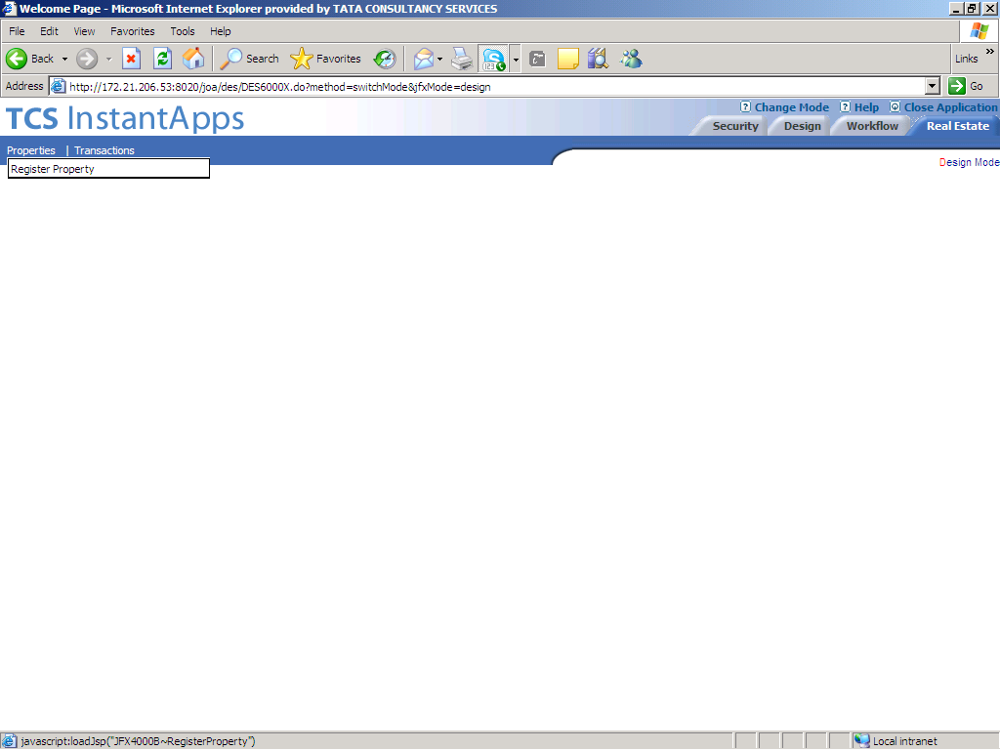 Welcome Page - Microsoft Internet Explorer provided by TATA CONSULTANCY SERVICES
File Edit View Favorites Tools Help
Back Search Favorites Links »
Address http://172.21.206.53:8020/joa/des/DES6000X.do?method=switchMode&jfxMode=design Go
TCS InstantApps
? Change Mode ? Help Close Application
Security Design Workflow Real Estate
Properties | Transactions
Register Property
Design Mode
javascript:loadJsp("JFX4000B~RegisterProperty") Local intranet